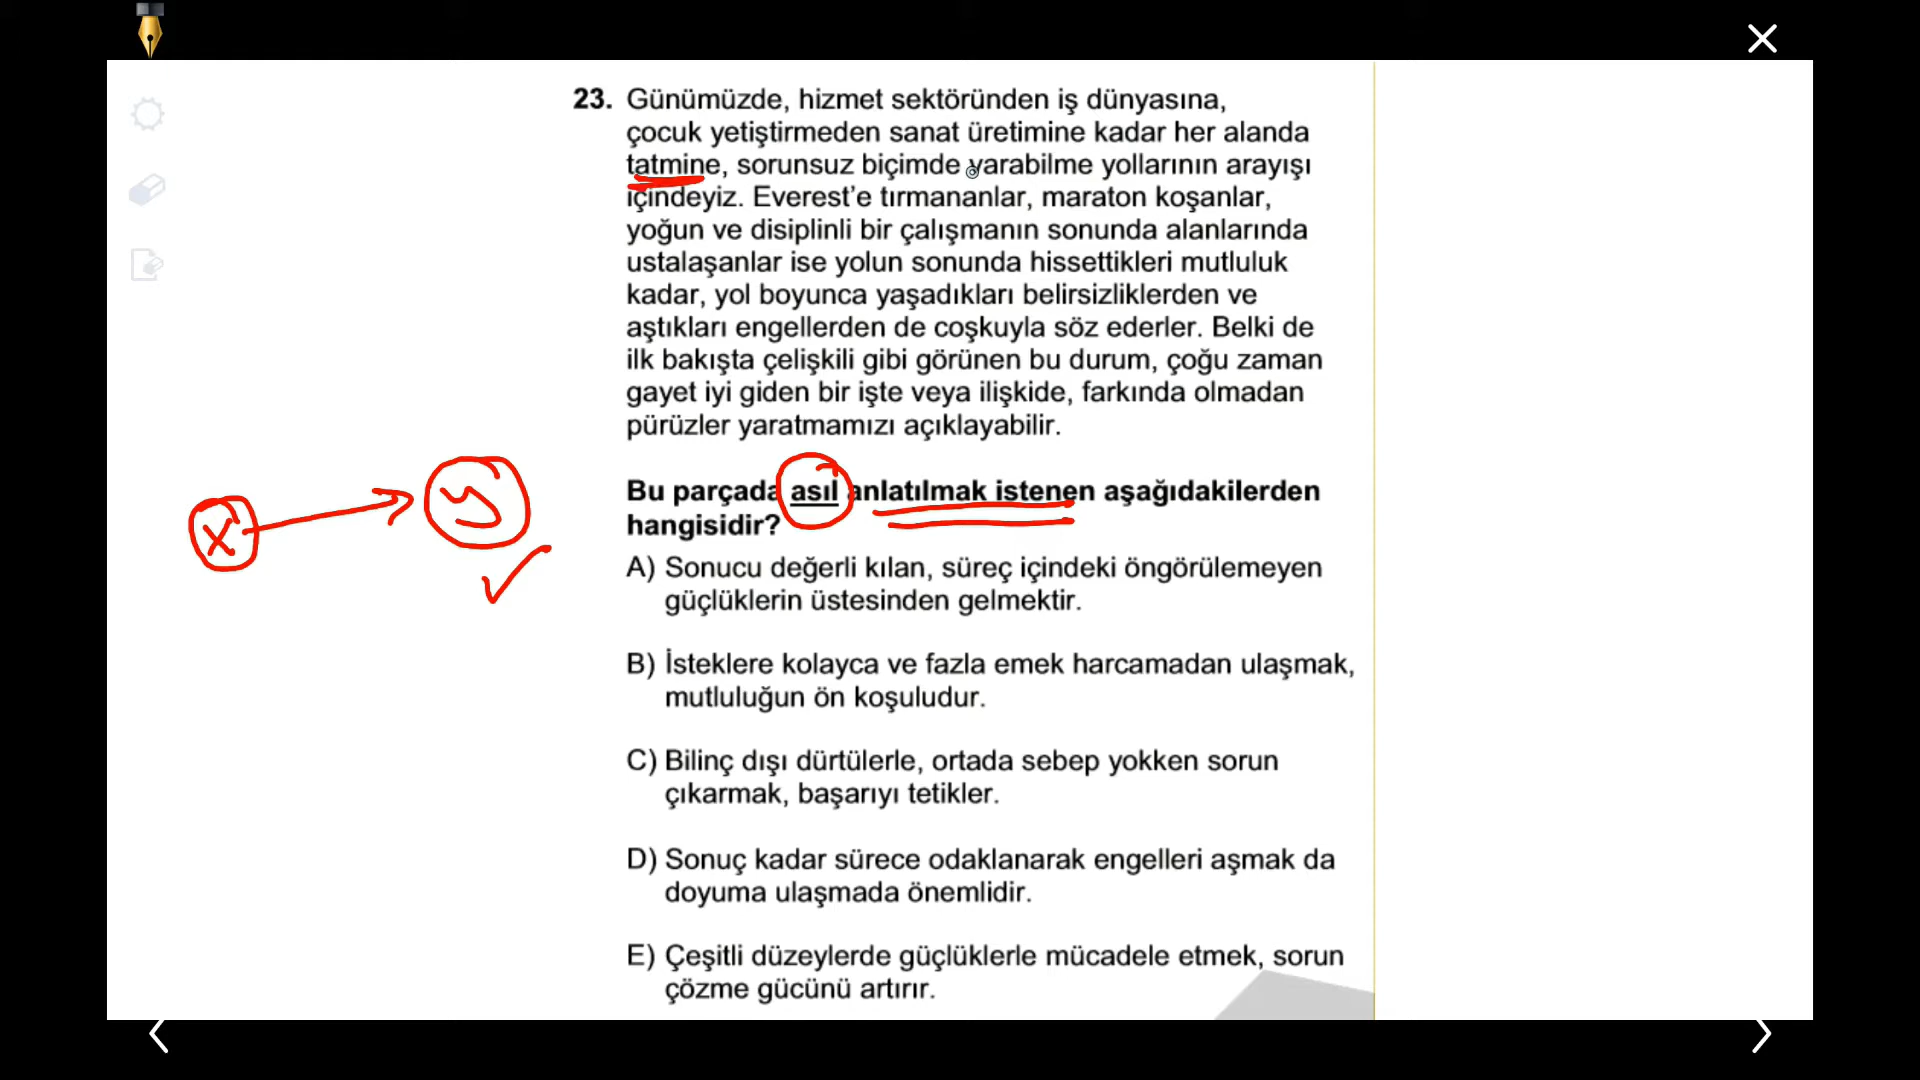 23. Günümüzde, hizmet sektöründen iş dünyasına,
çocuk yetiştirmeden sanat üretimine kadar her alanda
tatmine, sorunsuz biçimde varabilme yollarının arayışı
içindeyiz. Everest’e tırmananlar, maraton koşanlar,
yoğun ve disiplinli bir çalışmanın sonunda alanlarında
ustalaşanlar ise yolun sonunda hissettikleri mutluluk
kadar, yol boyunca yaşadıkları belirsizliklerden ve
aştıkları engellerden de coşkuyla söz ederler. Belki de
ilk bakışta çelişkili gibi görünen bu durum, çoğu zaman
gayet iyi giden bir işte veya ilişkide, farkında olmadan
pürüzler yaratmamızı açıklayabilir.
Bu parçada asıl anlatılmak istenen aşağıdakilerden
hangisidir?
A) Sonucu değerli kılan, süreç içindeki öngörülemeyen
güçlüklerin üstesinden gelmektir.
B) İsteklere kolayca ve fazla emek harcamadan ulaşmak,
mutluluğun ön koşuludur.
C) Bilinç dışı dürtülerle, ortada sebep yokken sorun
çıkarmak, başarıyı tetikler.
D) Sonuç kadar sürece odaklanarak engelleri aşmak da
doyuma ulaşmada önemlidir.
E) Çeşitli düzeylerde güçlüklerle mücadele etmek, sorun
çözme gücünü artırır.
x
y